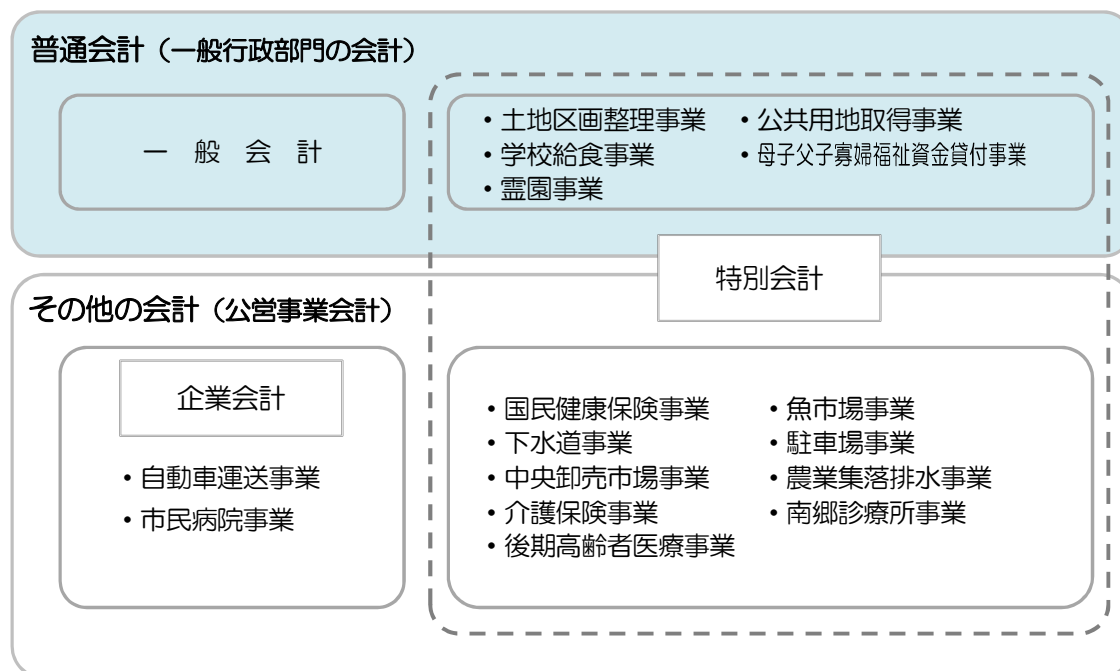 普通会計（一般行政部門の会計）
一般会計
・土地区画整理事業
・公共用地取得事業
・学校給食事業
・母子父子寡婦福祉資金貸付事業
・霊園事業
特別会計
その他の会計（公営事業会計）
企業会計
・自動車運送事業
・市民病院事業
・国民健康保険事業
・魚市場事業
・下水道事業
・駐車場事業
・中央卸売市場事業
・農業集落排水事業
・介護保険事業
・南郷診療所事業
・後期高齢者医療事業